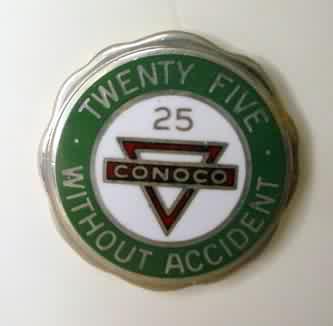 TWENTY FIVE
25
CONOCO
WITHOUT ACCIDENT